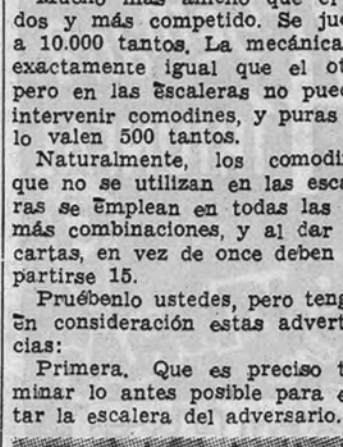 dos y más competido. Se jue
a 10.000 tantos. La mecánica
exactamente igual que el ot
pero en las escaleras no pue
intervenir comodines, y puras
lo valen 500 tantos.
Naturalmente, los comodi
que no se utilizan en las esca
ras se emplean en todas las
más combinaciones, y al dar
cartas, en vez de once deben
partirse 15.
Pruébenlo ustedes, pero teng
en consideración estas advert
cias:
Primera. Que es preciso t
minar lo antes posible para e
tar la escalera del adversario.